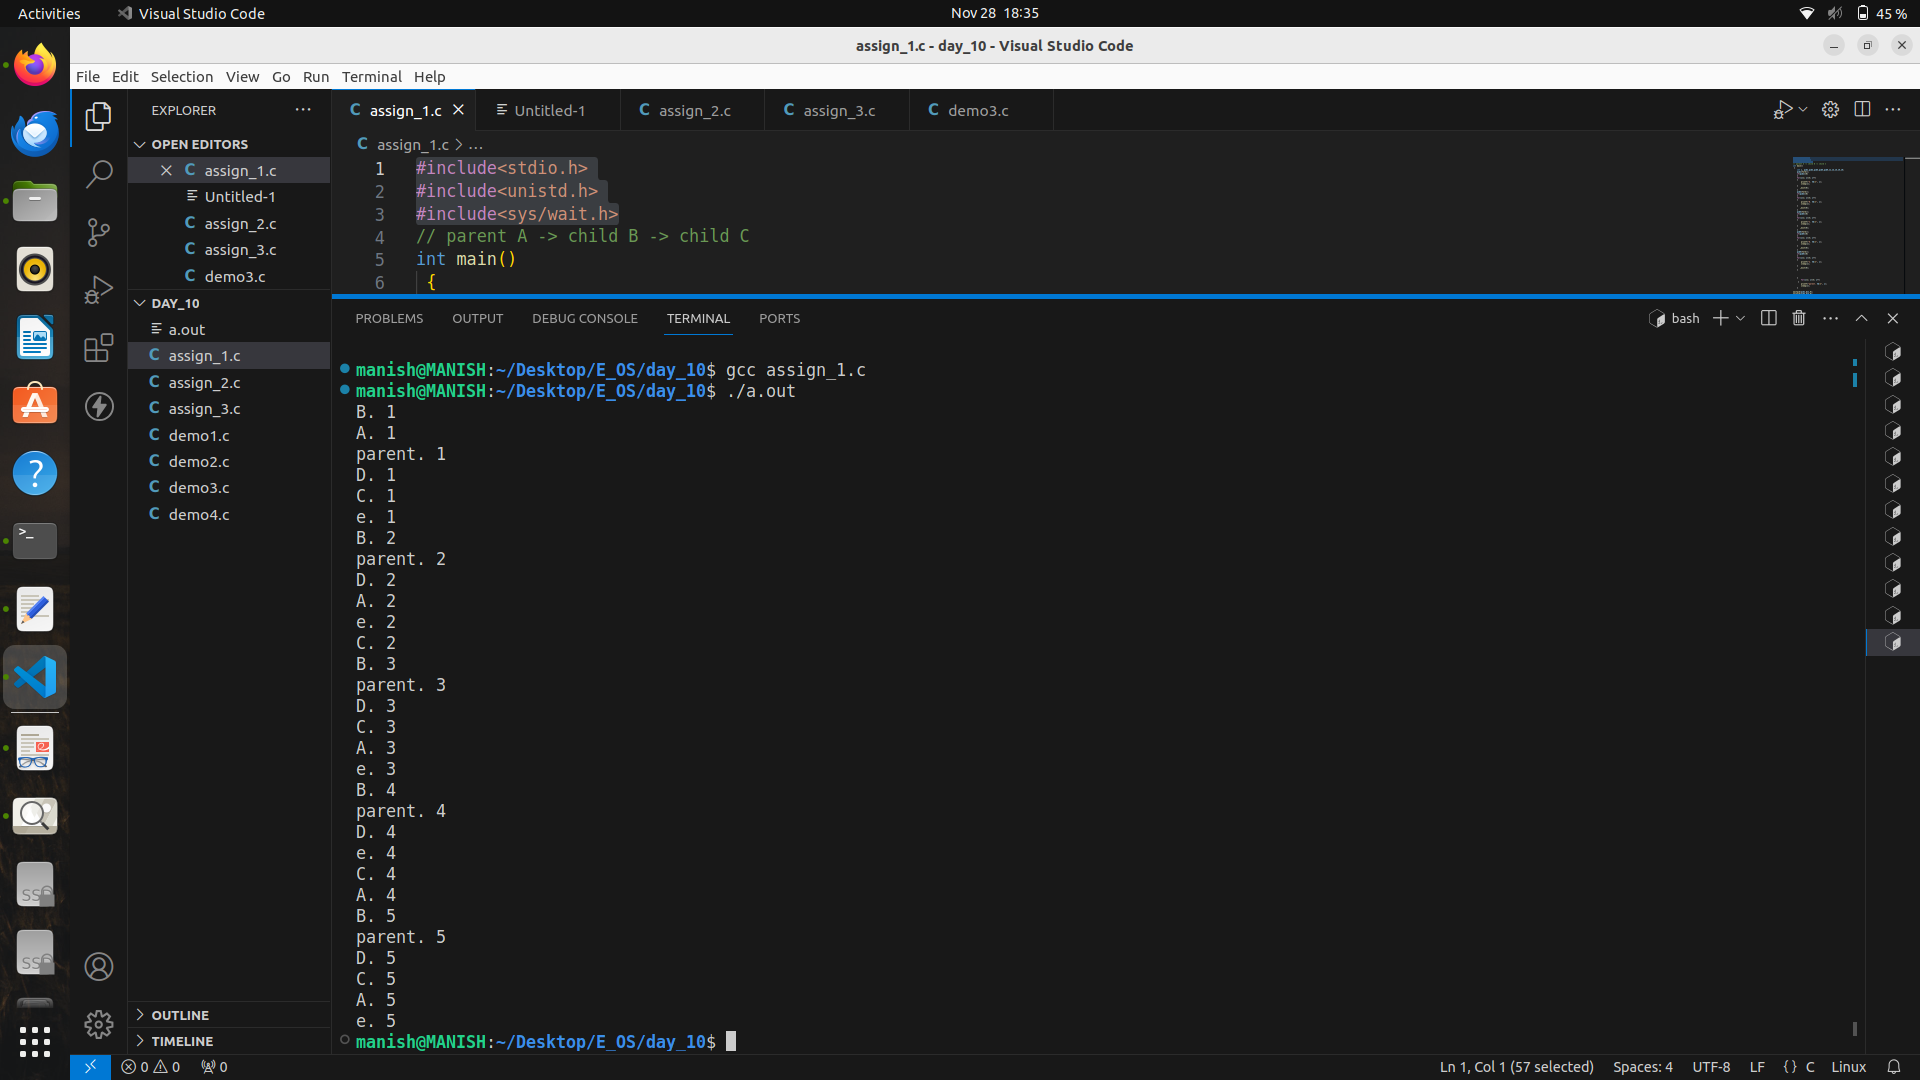 Activities
Visual Studio Code
Nov 28 18:35
45 %
assign_1.c - day_10 - Visual Studio Code
File Edit Selection View Go Run Terminal Help
EXPLORER
OPEN EDITORS
assign_1.c
Untitled-1
assign_2.c
assign_3.c
demo3.c
DAY_10
a.out
assign_1.c
assign_2.c
assign_3.c
demo1.c
demo2.c
demo3.c
demo4.c
OUTLINE
TIMELINE
assign_1.c Untitled-1 assign_2.c assign_3.c demo3.c
assign_1.c > ...
1 #include<stdio.h>
2 #include<unistd.h>
3 #include<sys/wait.h>
4 // parent A -> child B -> child C
5 int main()
6 {
PROBLEMS OUTPUT DEBUG CONSOLE TERMINAL PORTS
bash
manish@MANISH:~/Desktop/E_OS/day_10$ gcc assign_1.c
manish@MANISH:~/Desktop/E_OS/day_10$ ./a.out
B. 1
A. 1
parent. 1
D. 1
C. 1
e. 1
B. 2
parent. 2
D. 2
A. 2
e. 2
C. 2
B. 3
parent. 3
D. 3
C. 3
A. 3
e. 3
B. 4
parent. 4
D. 4
e. 4
C. 4
A. 4
B. 5
parent. 5
D. 5
C. 5
A. 5
e. 5
manish@MANISH:~/Desktop/E_OS/day_10$
0 0 0
Ln 1, Col 1 (57 selected) Spaces: 4 UTF-8 LF {} C Linux